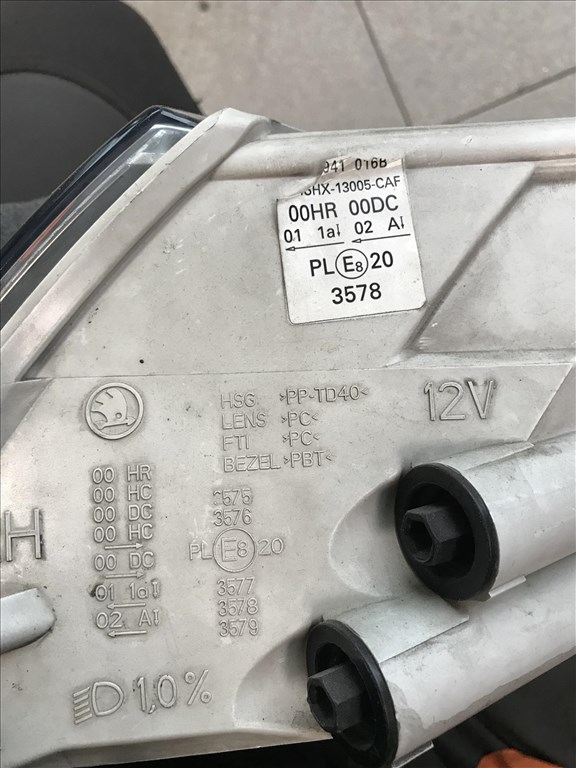 941 016B
HX-13005-CAF
00HR 00DC
01 1a 02 A
PL E8 20
3578
HSG >PP-TD40<
LENS >PC<
FTI >PC<
BEZEL >PBT<
12V
H
00 HR
00 HC
00 DC
00 HC
00 DC
01 1a
02 A
3575
3576
PL E8 20
3577
3578
3579
1,0%